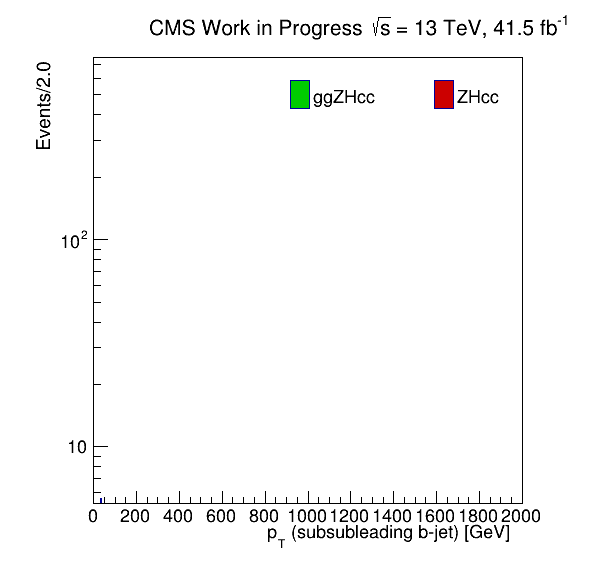 CMS Work in Progress √s = 13 TeV, 41.5 fb⁻¹
Events/2.0
ggZHcc ZHcc
10²
10
0 200 400 600 800 1000 1200 1400 1600 1800 2000
p_T (subsubleading b-jet) [GeV]